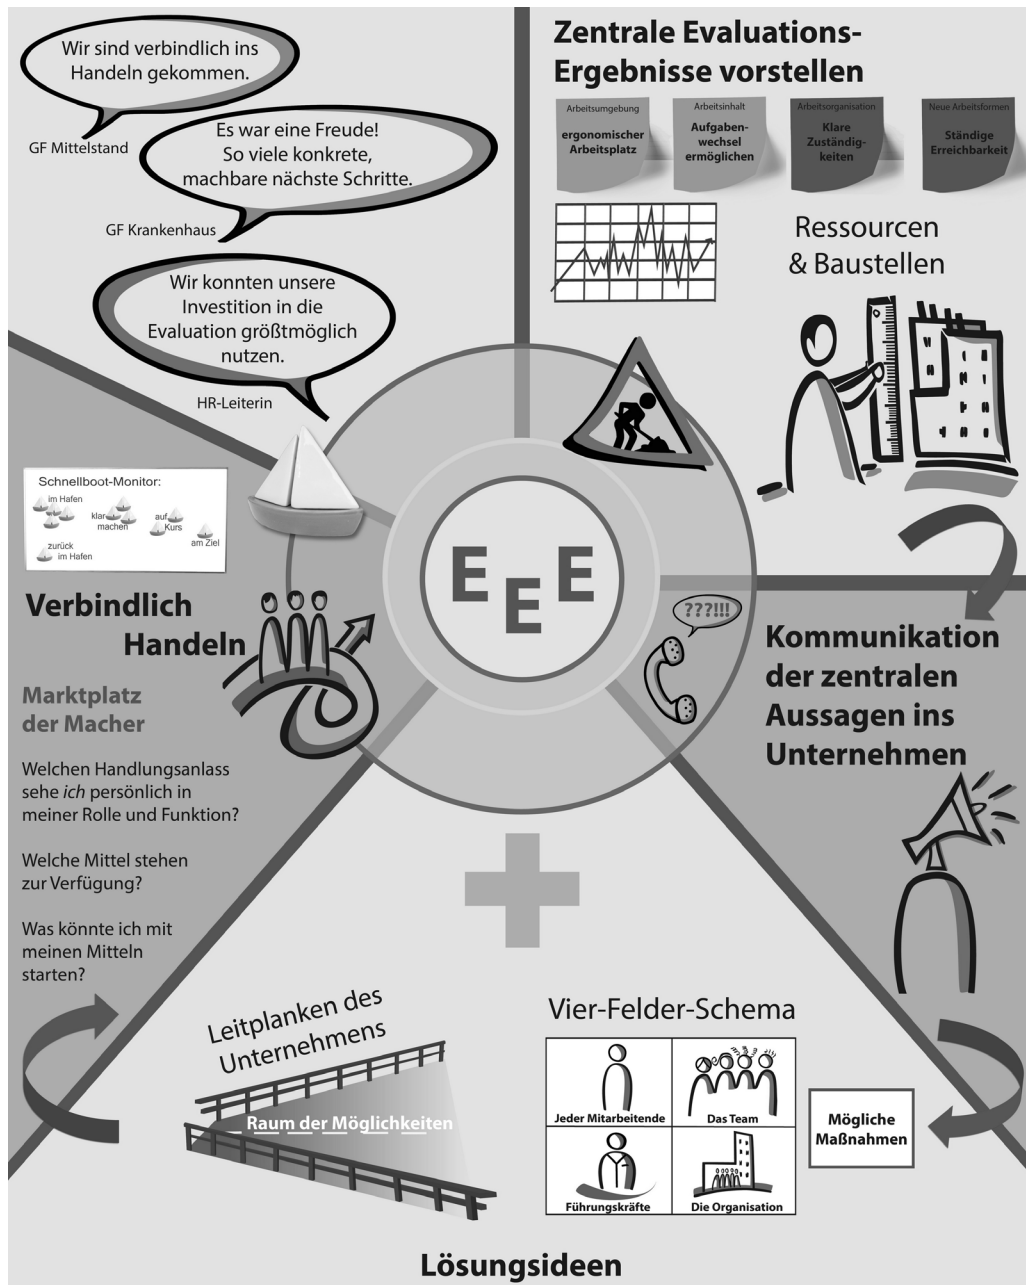 Wir sind verbindlich ins
Handeln gekommen.
GF Mittelstand
Es war eine Freude!
So viele konkrete,
machbare nächste Schritte.
GF Krankenhaus
Wir konnten unsere
Investition in die
Evaluation größtmöglich
nutzen.
HR-Leiterin
Zentrale Evaluations-
Ergebnisse vorstellen
Arbeitsumgebung
ergonomischer
Arbeitsplatz
Arbeitsinhalt
Aufgaben-
wechsel
ermöglichen
Arbeitsorganisation
Klare
Zuständig-
keiten
Neue Arbeitsformen
Ständige
Erreichbarkeit
Ressourcen
& Baustellen
E E E
???!!!
Kommunikation
der zentralen
Aussagen ins
Unternehmen
Mögliche
Maßnahmen
Vier-Felder-Schema
Jeder Mitarbeitende
Das Team
Führungskräfte
Die Organisation
Leitplanken des
Unternehmens
Raum der Möglichkeiten
Lösungsideen
Schnellboot-Monitor:
im Hafen
klar
machen
auf
Kurs
am Ziel
zurück
im Hafen
Verbindlich
Handeln
Marktplatz
der Macher
Welchen Handlungsanlass
sehe ich persönlich in
meiner Rolle und Funktion?
Welche Mittel stehen
zur Verfügung?
Was könnte ich mit
meinen Mitteln
starten?